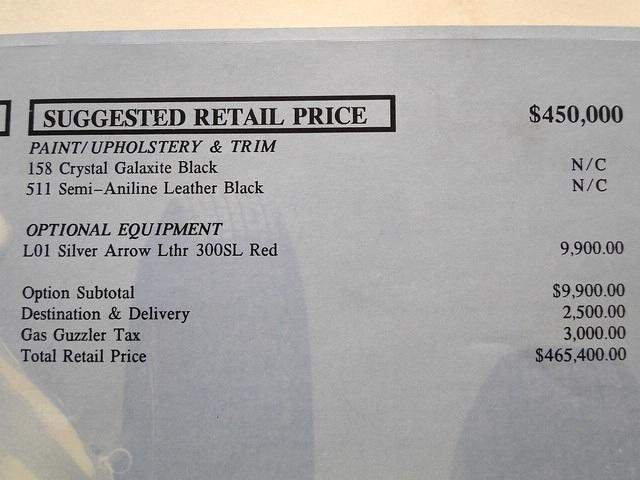 SUGGESTED RETAIL PRICE $450,000
PAINT/UPHOLSTERY & TRIM
158 Crystal Galaxite Black N/C
511 Semi-Aniline Leather Black N/C
OPTIONAL EQUIPMENT
L01 Silver Arrow Lthr 300SL Red 9,900.00
Option Subtotal $9,900.00
Destination & Delivery 2,500.00
Gas Guzzler Tax 3,000.00
Total Retail Price $465,400.00